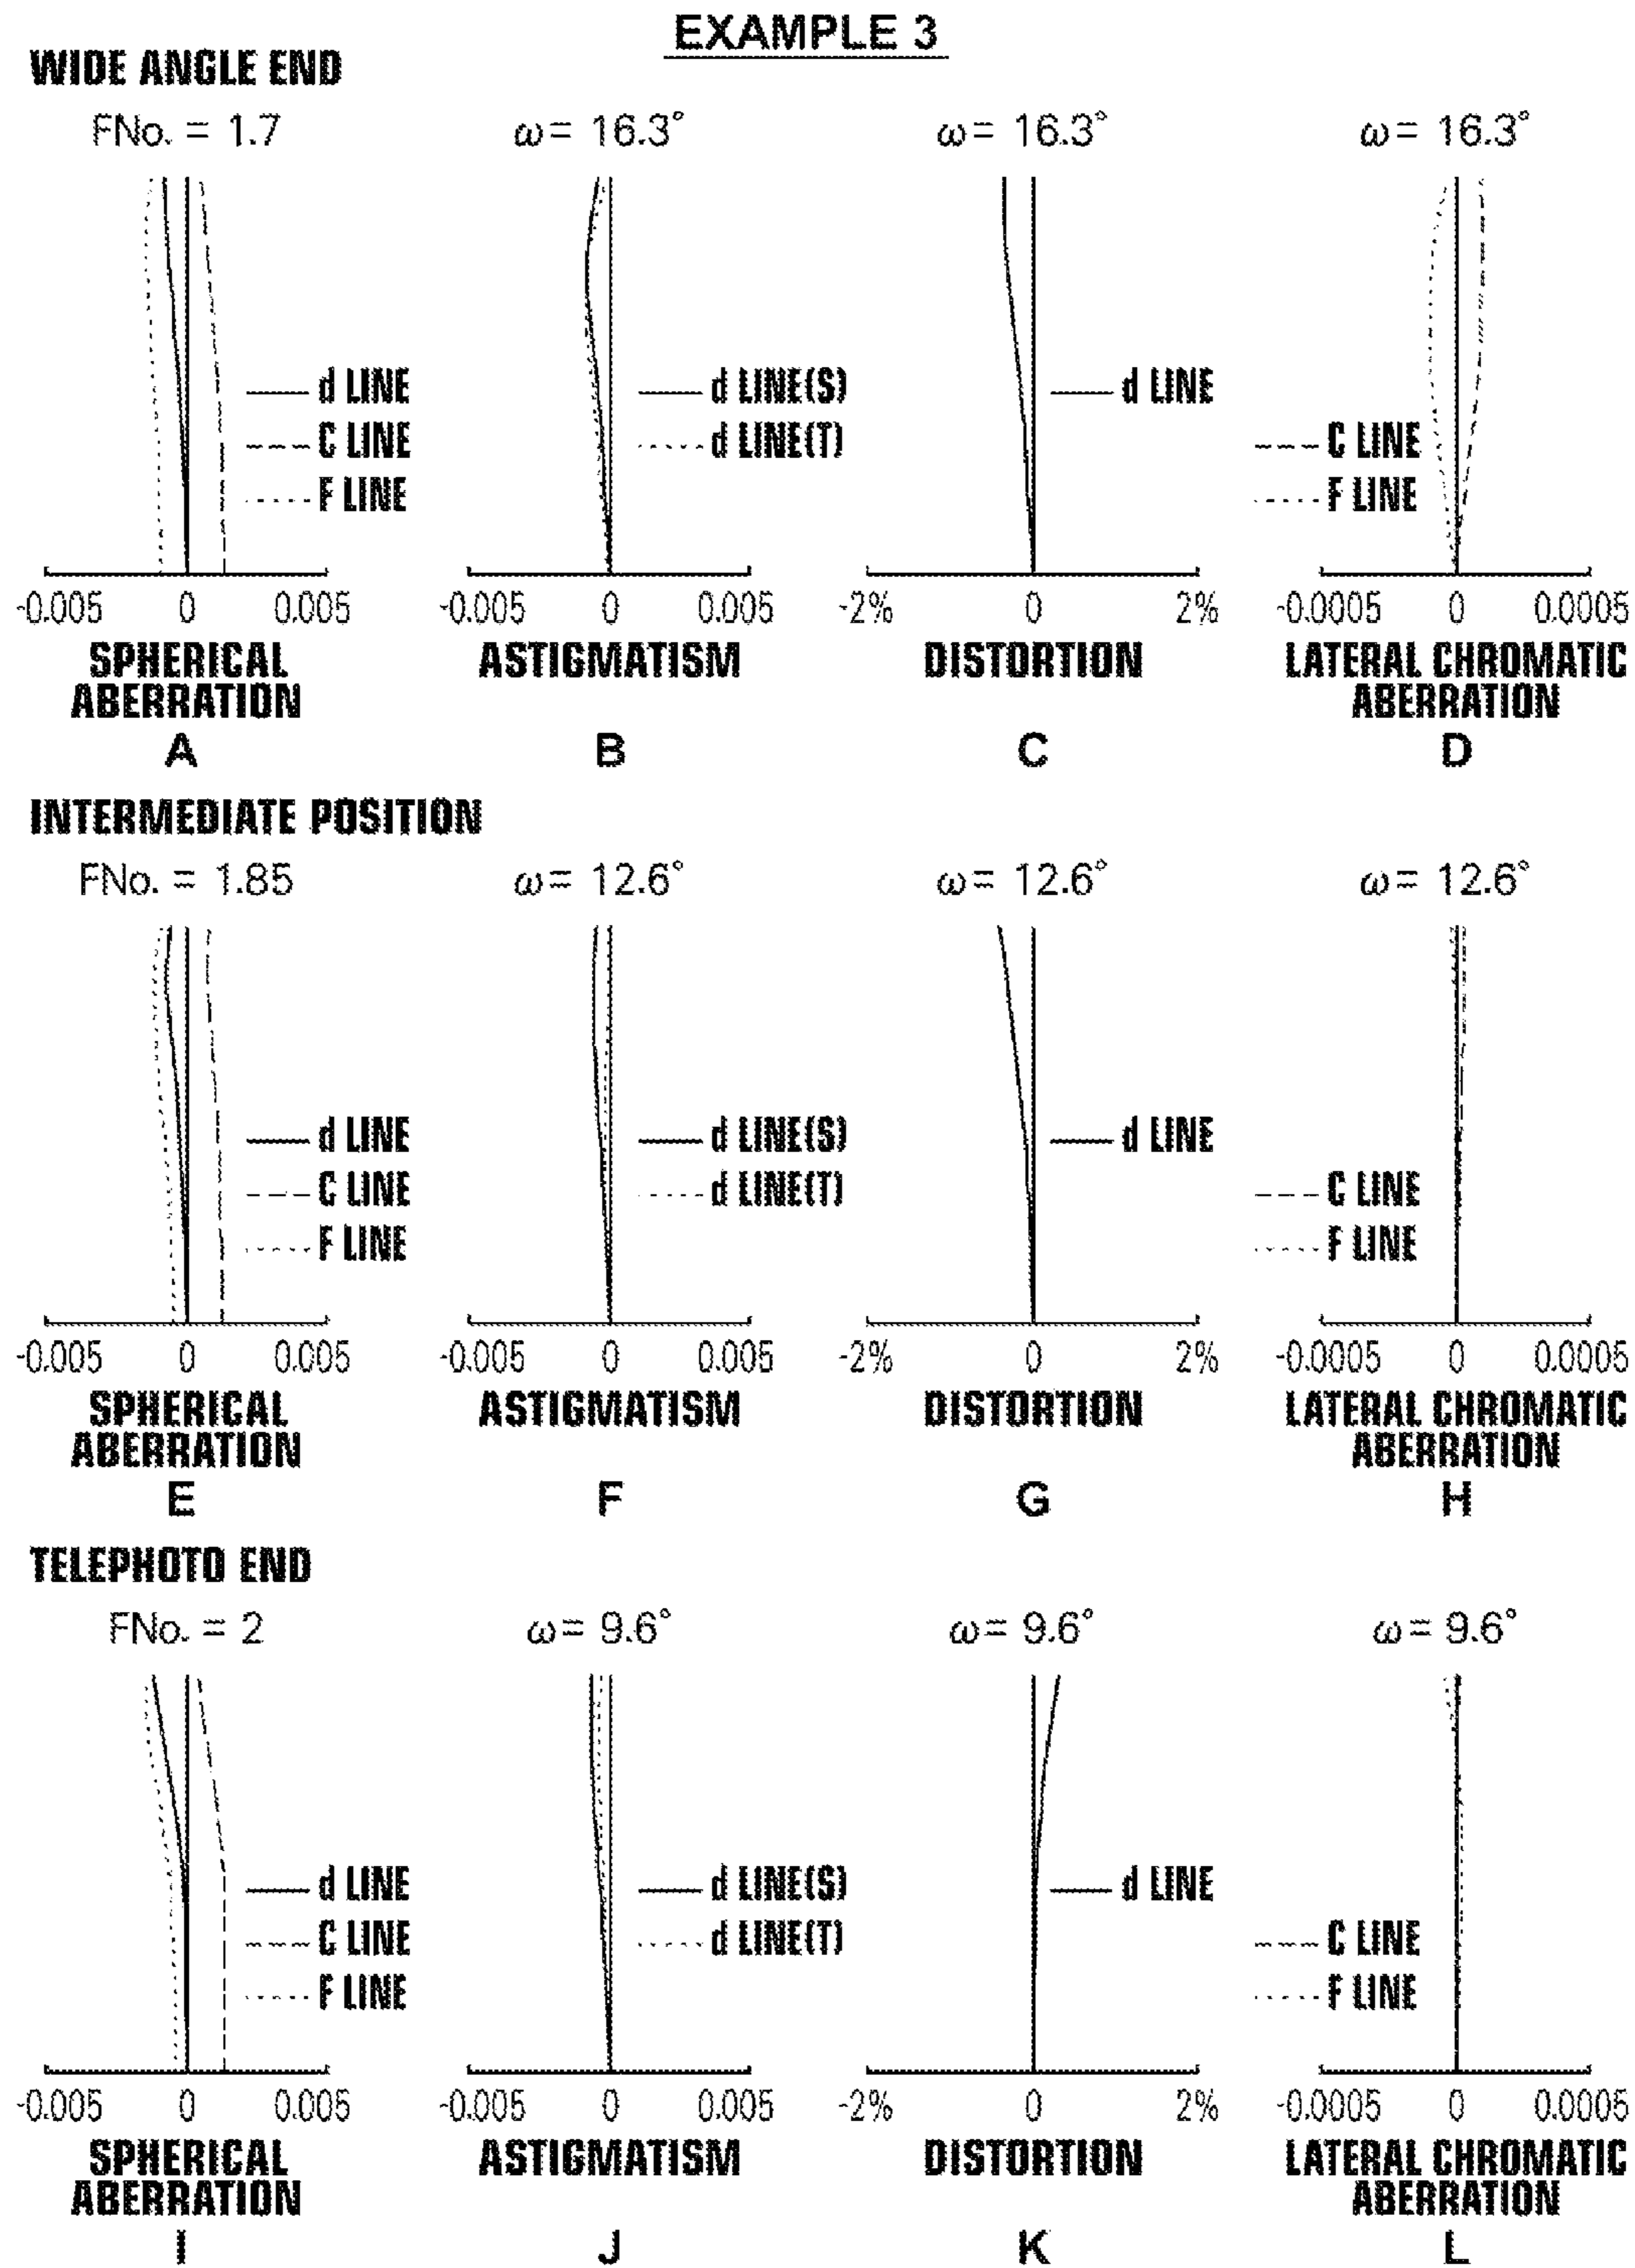 EXAMPLE 3
WIDE ANGLE END
FNo. = 1.7
ω= 16.3°
ω= 16.3°
ω= 16.3°
d LINE
C LINE
F LINE
d LINE(S)
d LINE(T)
d LINE
C LINE
F LINE
-0.005 0 0.005
-0.005 0 0.005
-2% 0 2%
-0.0005 0 0.0005
SPHERICAL
ABERRATION
ASTIGMATISM
DISTORTION
LATERAL CHROMATIC
ABERRATION
A
B
C
D
INTERMEDIATE POSITION
FNo. = 1.85
ω= 12.6°
ω= 12.6°
ω= 12.6°
d LINE
C LINE
F LINE
d LINE(S)
d LINE(T)
d LINE
C LINE
F LINE
-0.005 0 0.005
-0.005 0 0.005
-2% 0 2%
-0.0005 0 0.0005
SPHERICAL
ABERRATION
ASTIGMATISM
DISTORTION
LATERAL CHROMATIC
ABERRATION
E
F
G
H
TELEPHOTO END
FNo. = 2
ω= 9.6°
ω= 9.6°
ω= 9.6°
d LINE
C LINE
F LINE
d LINE(S)
d LINE(T)
d LINE
C LINE
F LINE
-0.005 0 0.005
-0.005 0 0.005
-2% 0 2%
-0.0005 0 0.0005
SPHERICAL
ABERRATION
ASTIGMATISM
DISTORTION
LATERAL CHROMATIC
ABERRATION
I
J
K
L